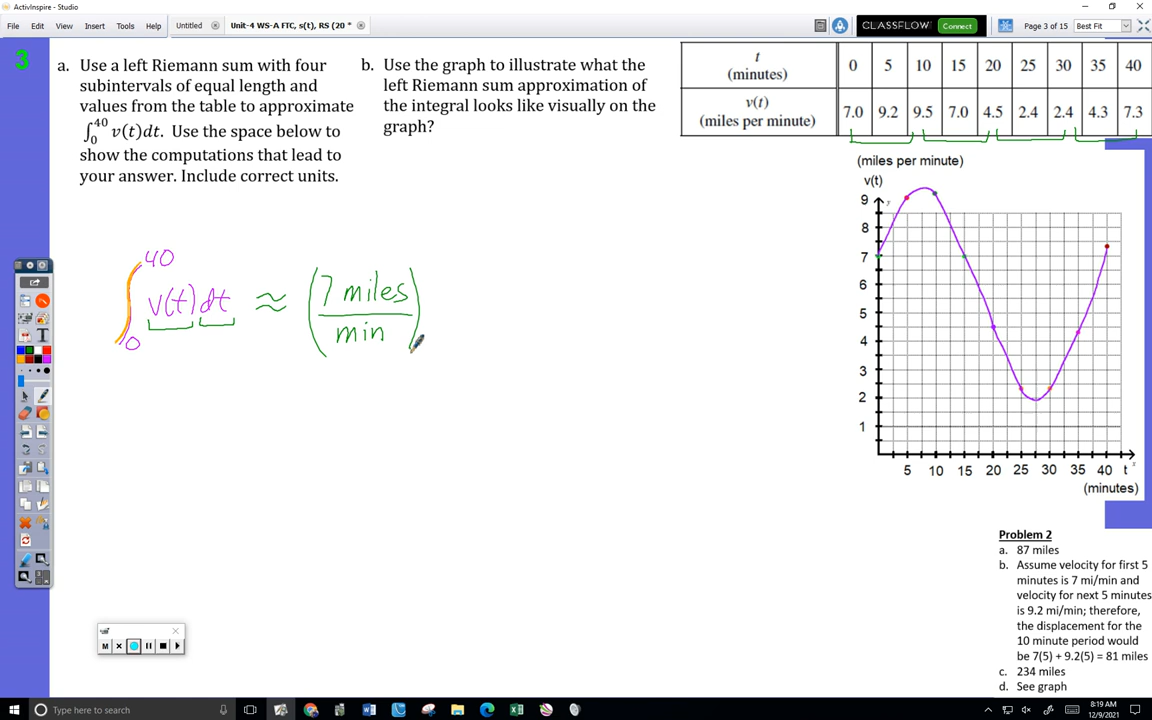 ActivInspire - Studio
File Edit View Insert Tools Help
Untitled
Unit-4 WS-A FTC, s(t), RS (20 *
CLASSFLOW Connect
Page 3 of 15
Best Fit
3
a. Use a left Riemann sum with four
subintervals of equal length and
values from the table to approximate
∫₀⁴⁰ v(t)dt. Use the space below to
show the computations that lead to
your answer. Include correct units.
b. Use the graph to illustrate what the
left Riemann sum approximation of
the integral looks like visually on the
graph?
t (minutes) 0 5 10 15 20 25 30 35 40
v(t) (miles per minute) 7.0 9.2 9.5 7.0 4.5 2.4 2.4 4.3 7.3
∫₀⁴⁰ v(t) dt ≈ (7 miles / min)
(miles per minute)
v(t)
y
9
8
7
6
5
4
3
2
1
5 10 15 20 25 30 35 40 t x
(minutes)
Problem 2
a. 87 miles
b. Assume velocity for first 5
minutes is 7 mi/min and
velocity for next 5 minutes
is 9.2 mi/min; therefore,
the displacement for the
10 minute period would
be 7(5) + 9.2(5) = 81 miles
c. 234 miles
d. See graph
T
M
Type here to search
8:19 AM
12/9/2021